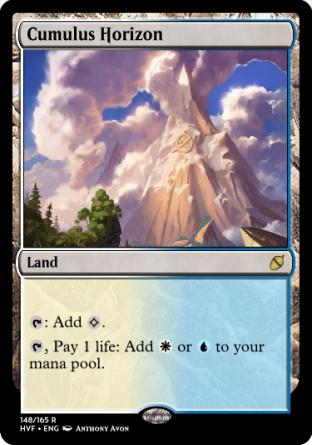 Cumulus Horizon
Land
: Add .
, Pay 1 life: Add or to your
mana pool.
148/165 R
HVF • ENG Anthony Avon